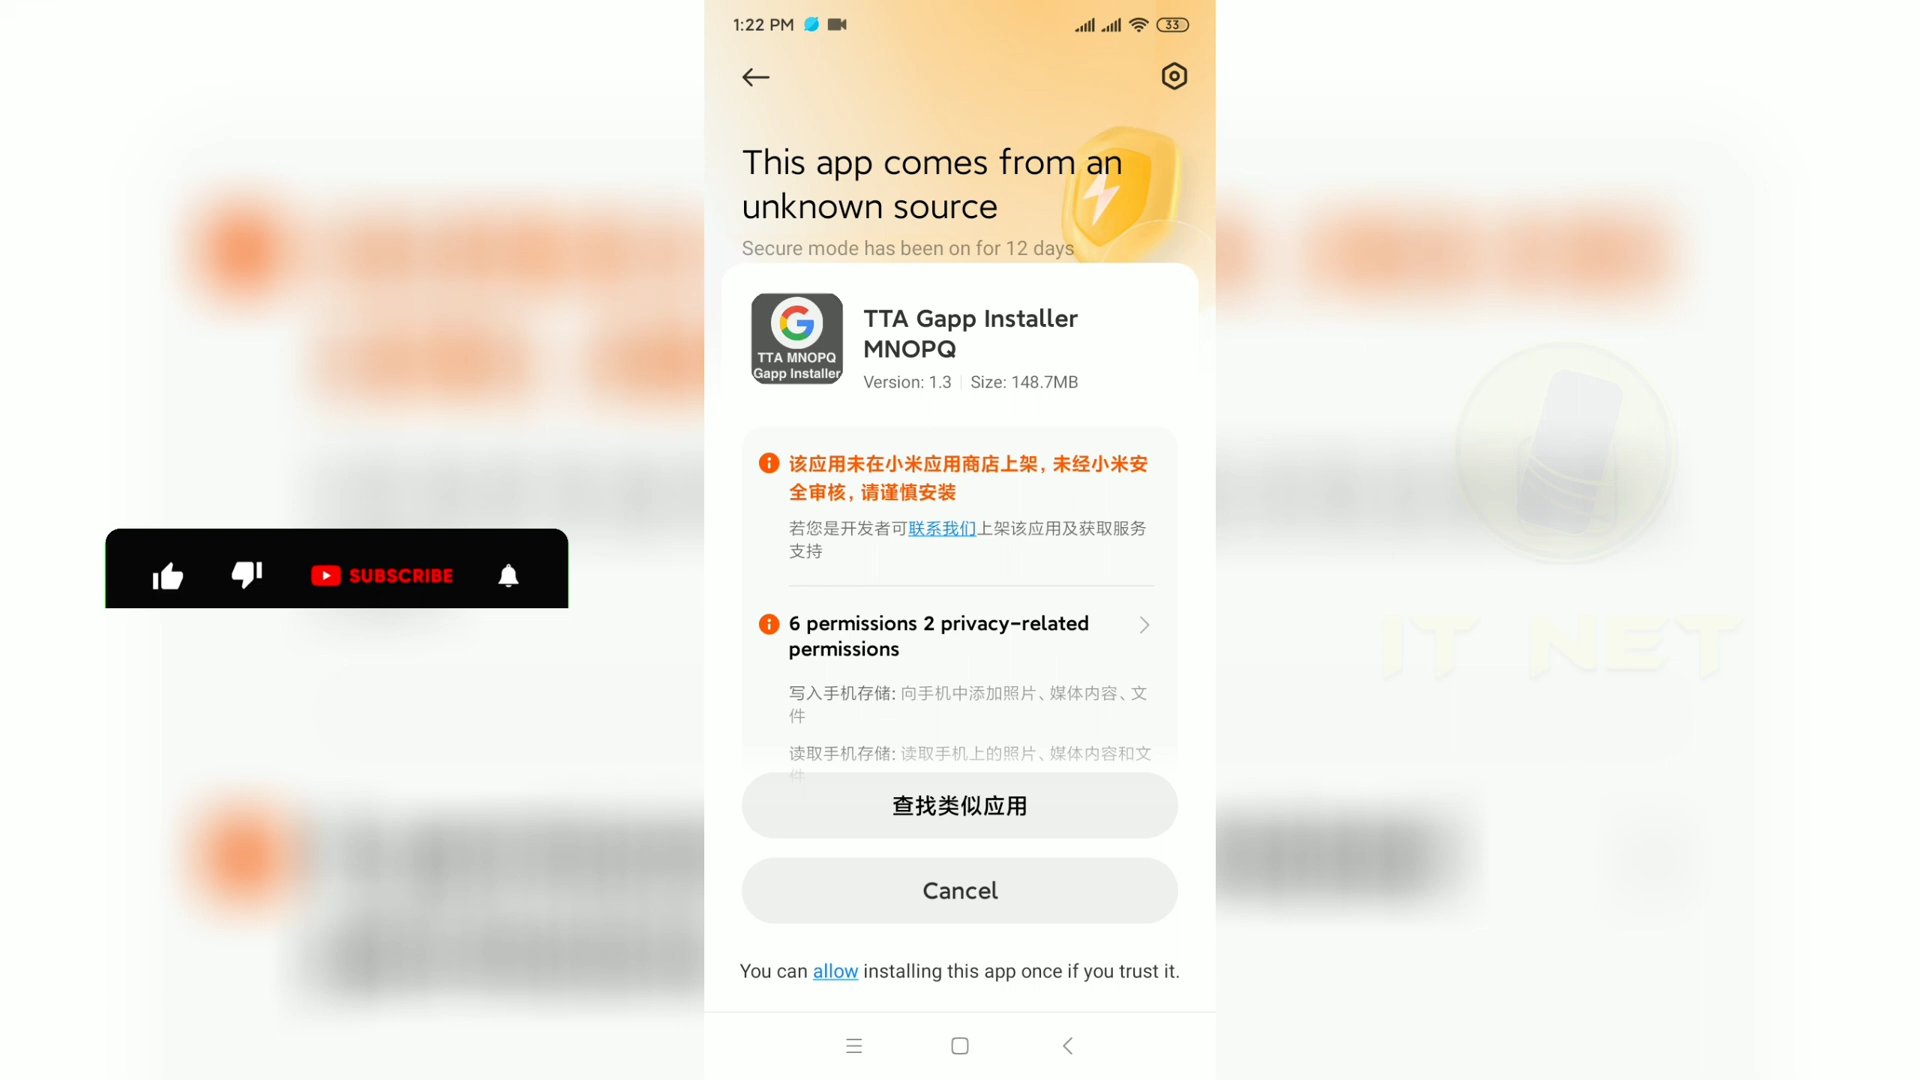 1:22 PM
33
This app comes from an
unknown source
Secure mode has been on for 12 days
TTA MNOPQ
Gapp Installer
TTA Gapp Installer
MNOPQ
Version: 1.3 Size: 148.7MB
该应用未在小米应用商店上架，未经小米安
全审核，请谨慎安装
若您是开发者可联系我们上架该应用及获取服务
支持
6 permissions 2 privacy-related
permissions
写入手机存储: 向手机中添加照片、媒体内容、文
件
读取手机存储: 读取手机上的照片、媒体内容和文
件
查找类似应用
Cancel
You can allow installing this app once if you trust it.
SUBSCRIBE
IT NET